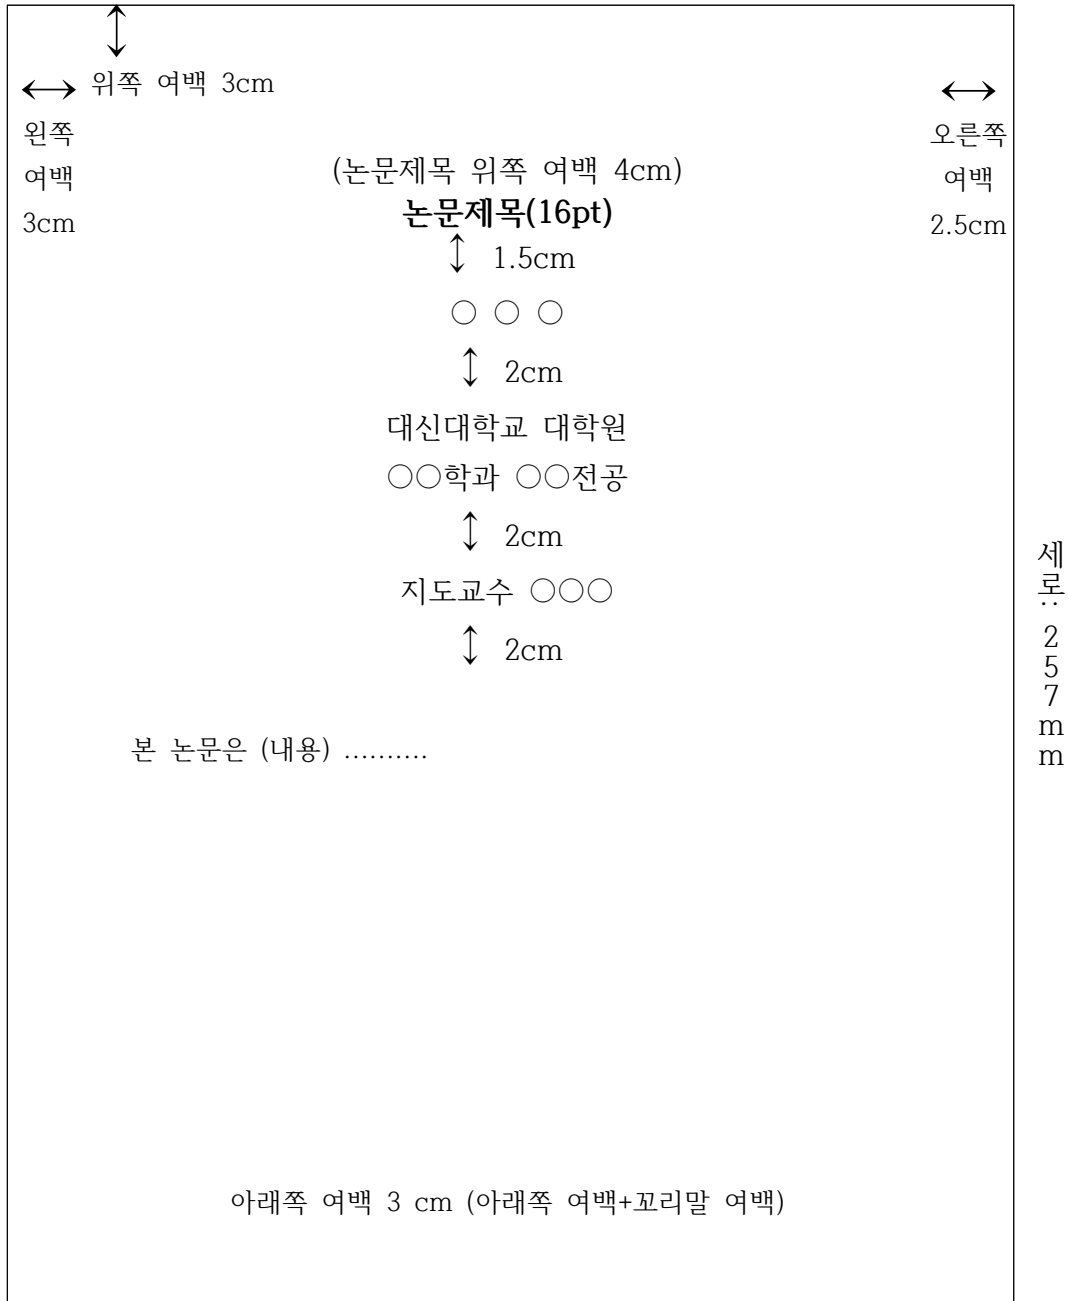 위쪽 여백 3cm
왼쪽
여백
3cm
오른쪽
여백
2.5cm
(논문제목 위쪽 여백 4cm)
논문제목(16pt)
1.5cm
○ ○ ○
2cm
대신대학교 대학원
○○학과 ○○전공
2cm
지도교수 ○○○
2cm
본 논문은 (내용) ..........
세로: 257mm
아래쪽 여백 3 cm (아래쪽 여백+꼬리말 여백)